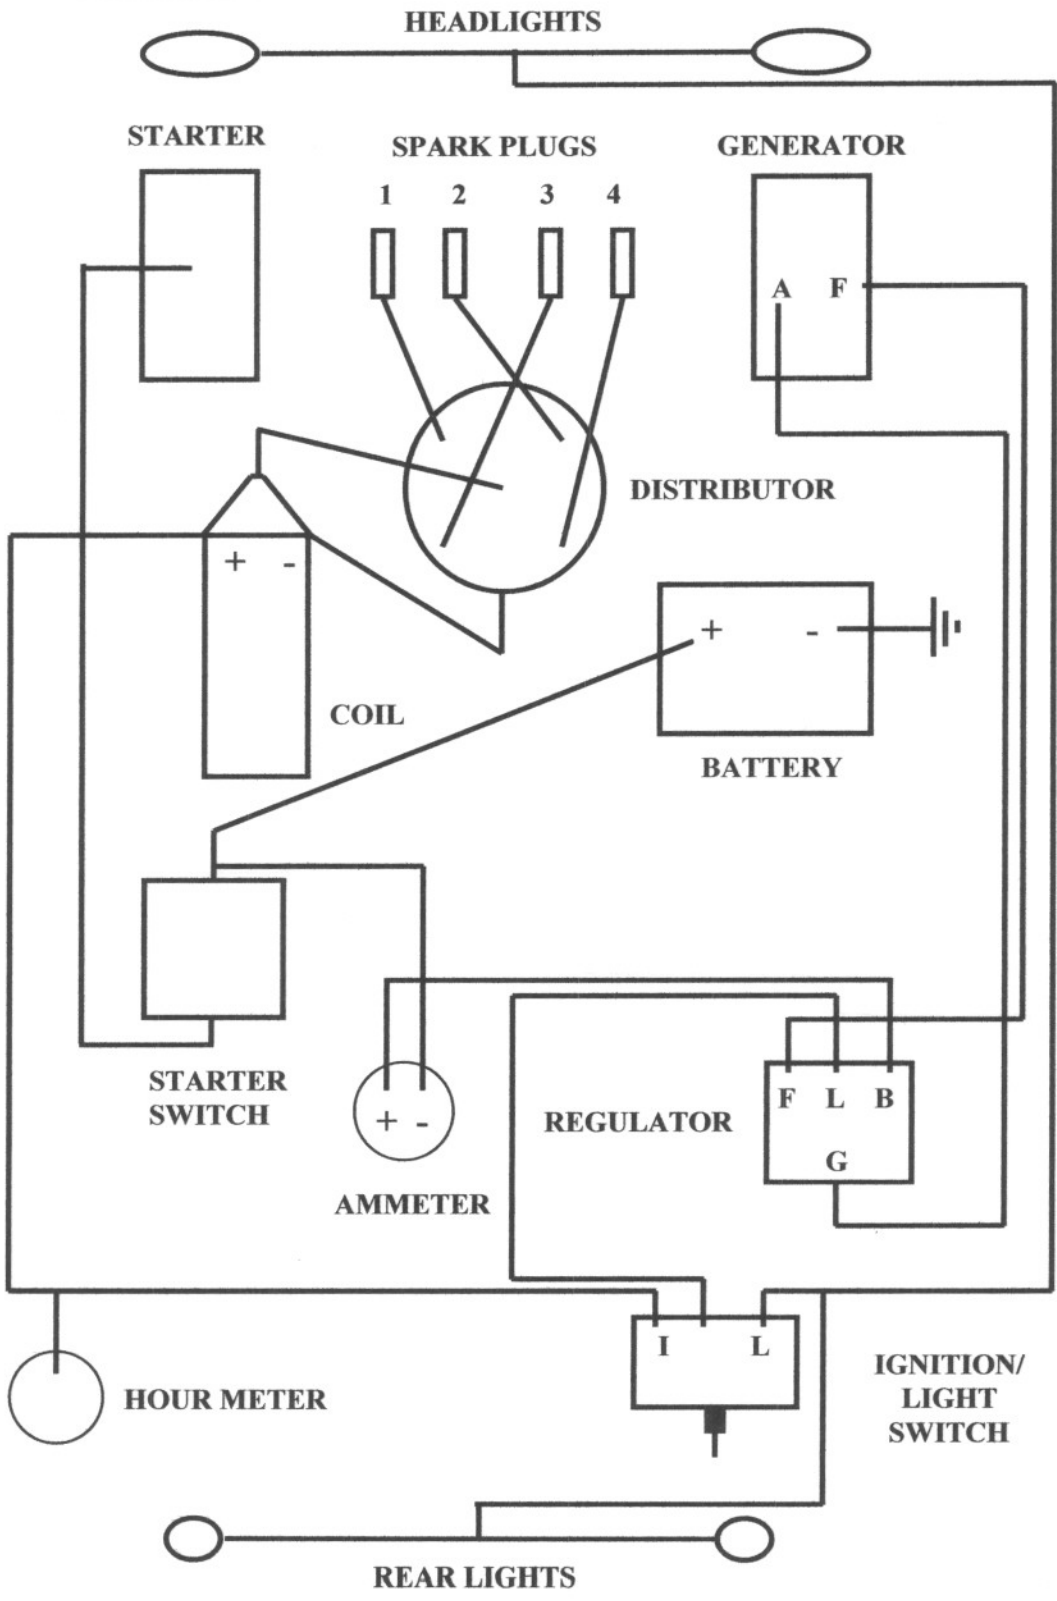 HEADLIGHTS
STARTER
SPARK PLUGS
GENERATOR
1 2 3 4
A F
DISTRIBUTOR
+ -
+ -
COIL
BATTERY
STARTER
SWITCH
F L B
REGULATOR
+ -
G
AMMETER
I L
IGNITION/
LIGHT
SWITCH
HOUR METER
REAR LIGHTS